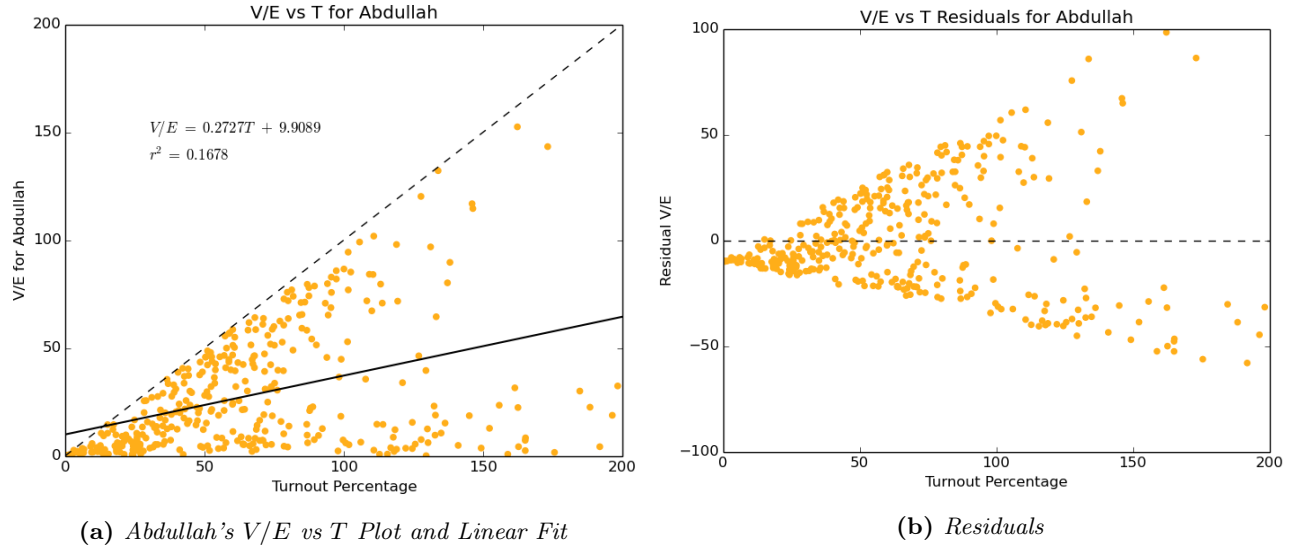 V/E vs T for Abdullah
200
150
100
50
0
V/E for Abdullah
V/E = 0.2727T + 9.9089
r² = 0.1678
0 50 100 150 200
Turnout Percentage
(a) Abdullah's V/E vs T Plot and Linear Fit
V/E vs T Residuals for Abdullah
100
50
0
−50
−100
Residual V/E
0 50 100 150 200
Turnout Percentage
(b) Residuals